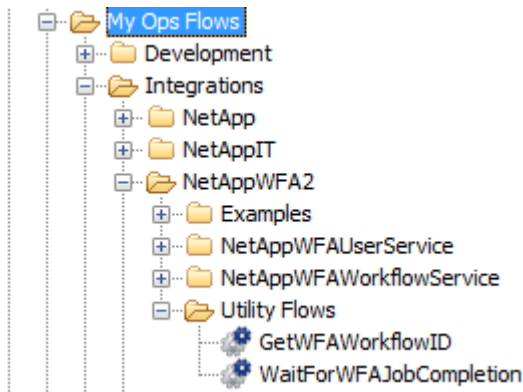 My Ops Flows
Development
Integrations
NetApp
NetAppIT
NetAppWFA2
Examples
NetAppWFAUserService
NetAppWFAWorkflowService
Utility Flows
GetWFAWorkflowID
WaitForWFAJobCompletion